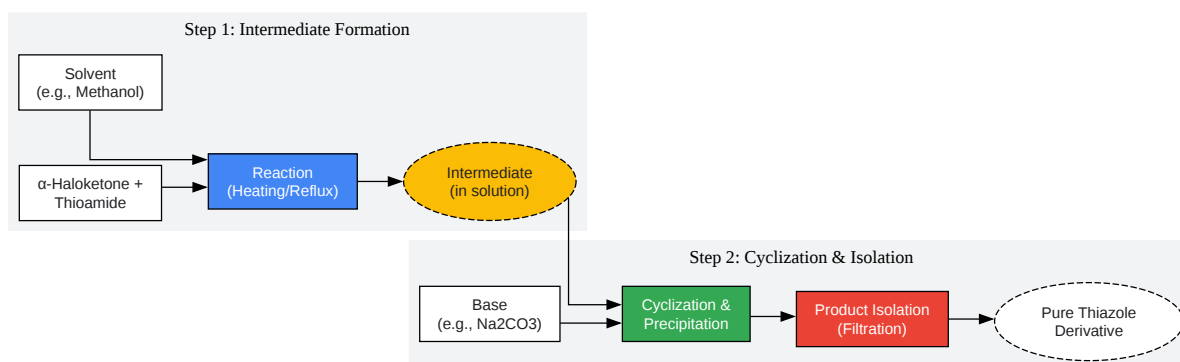 Step 1: Intermediate Formation
Solvent
(e.g., Methanol)
α-Haloketone +
Thioamide
Reaction
(Heating/Reflux)
Intermediate
(in solution)
Step 2: Cyclization & Isolation
Base
(e.g., Na2CO3)
Cyclization &
Precipitation
Product Isolation
(Filtration)
Pure Thiazole
Derivative